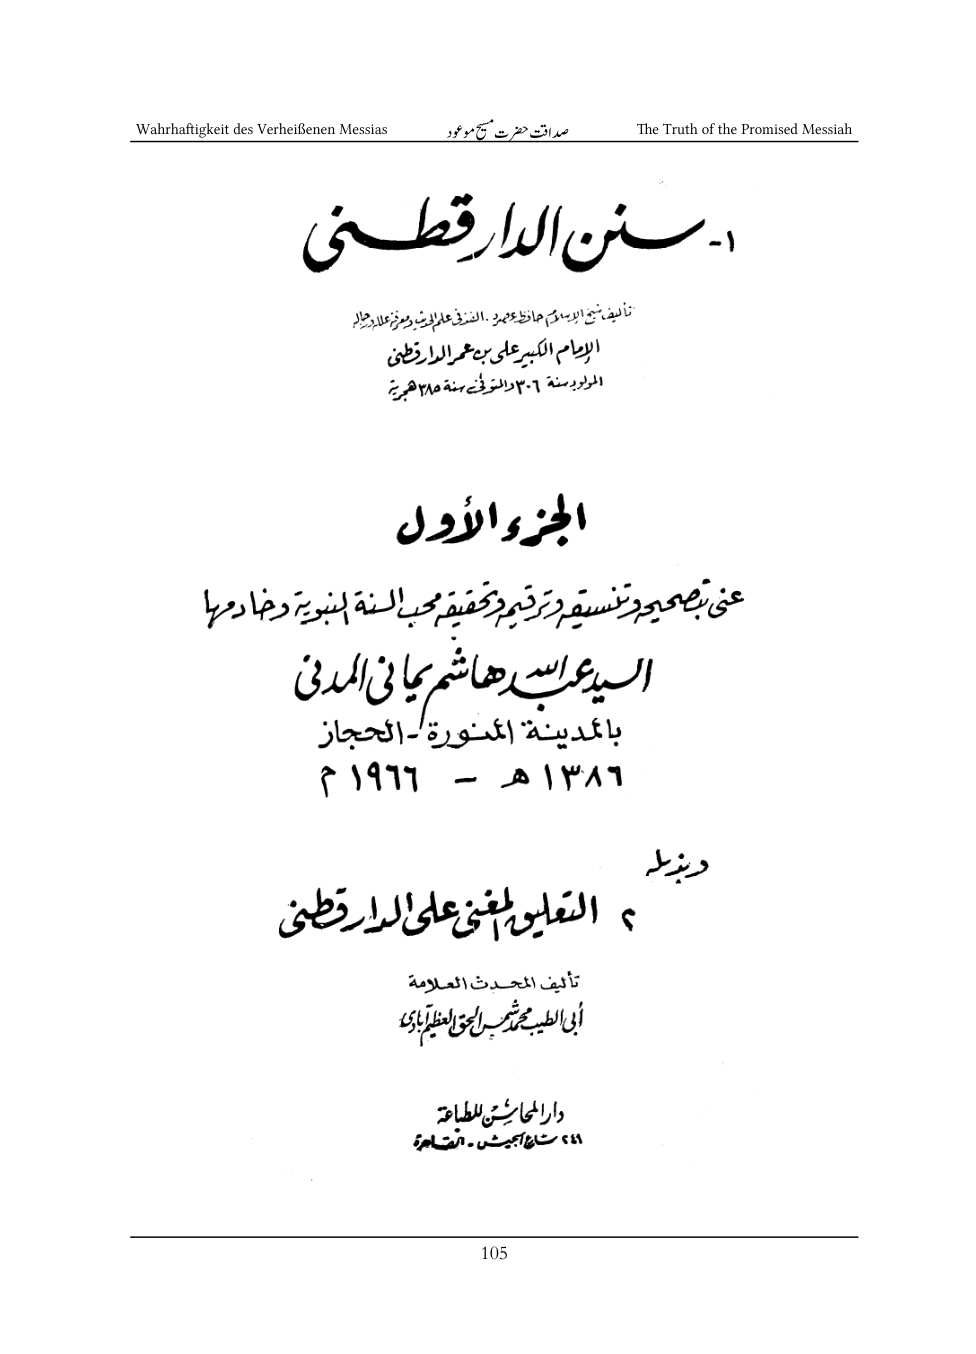 Wahrhaftigkeit des Verheißenen Messias صداقت حضرت مسیح موعود The Truth of the Promised Messiah
١- سنن الدارقطني
تأليف شيخ الإسلام حافظ عصره . الفذ في علم الحديث ومعرفة علله ورجاله
الإمام الكبير علي بن عمر الدارقطني
المولود سنة ٣٠٦ والمتوفى سنة ٣٨٥ هجرية
الجزء الأول
عنى بتصحيحه وتنسيقه وترقيمه وتحقيقه محب السنة النبوية وخادمها
السيد عبد الله هاشم يماني المدني
بالمدينة المنورة - الحجاز
١٣٨٦ هـ - ١٩٦٦ م
وبذيله
٢ التعليق المغني على الدارقطني
تأليف المحدث العلامة
أبي الطيب محمد شمس الحق العظيم آبادي
دار المحاسن للطباعة
٢٤١ شارع الجيش - القاهرة
105